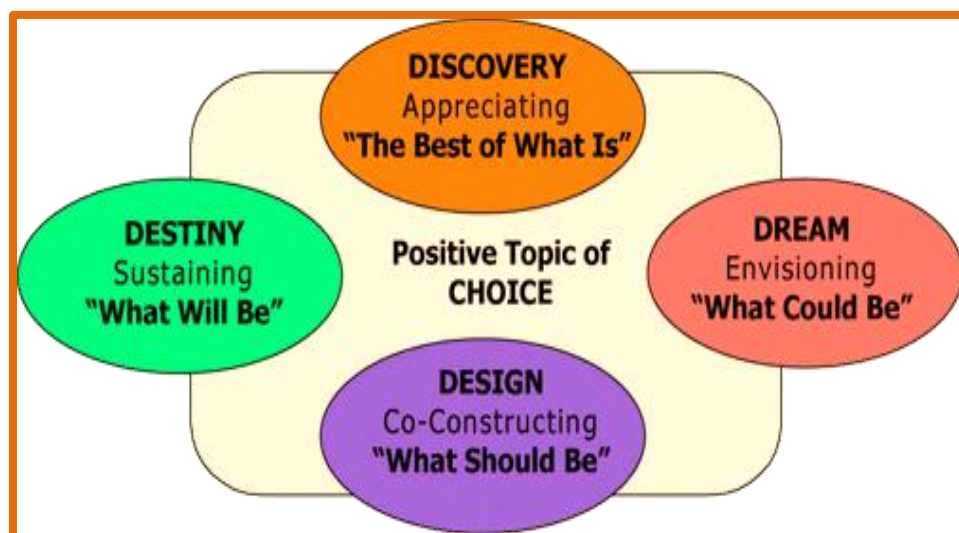 DISCOVERY
Appreciating
“The Best of What Is”
DESTINY
Sustaining
“What Will Be”
Positive Topic of
CHOICE
DREAM
Envisioning
“What Could Be”
DESIGN
Co-Constructing
“What Should Be”